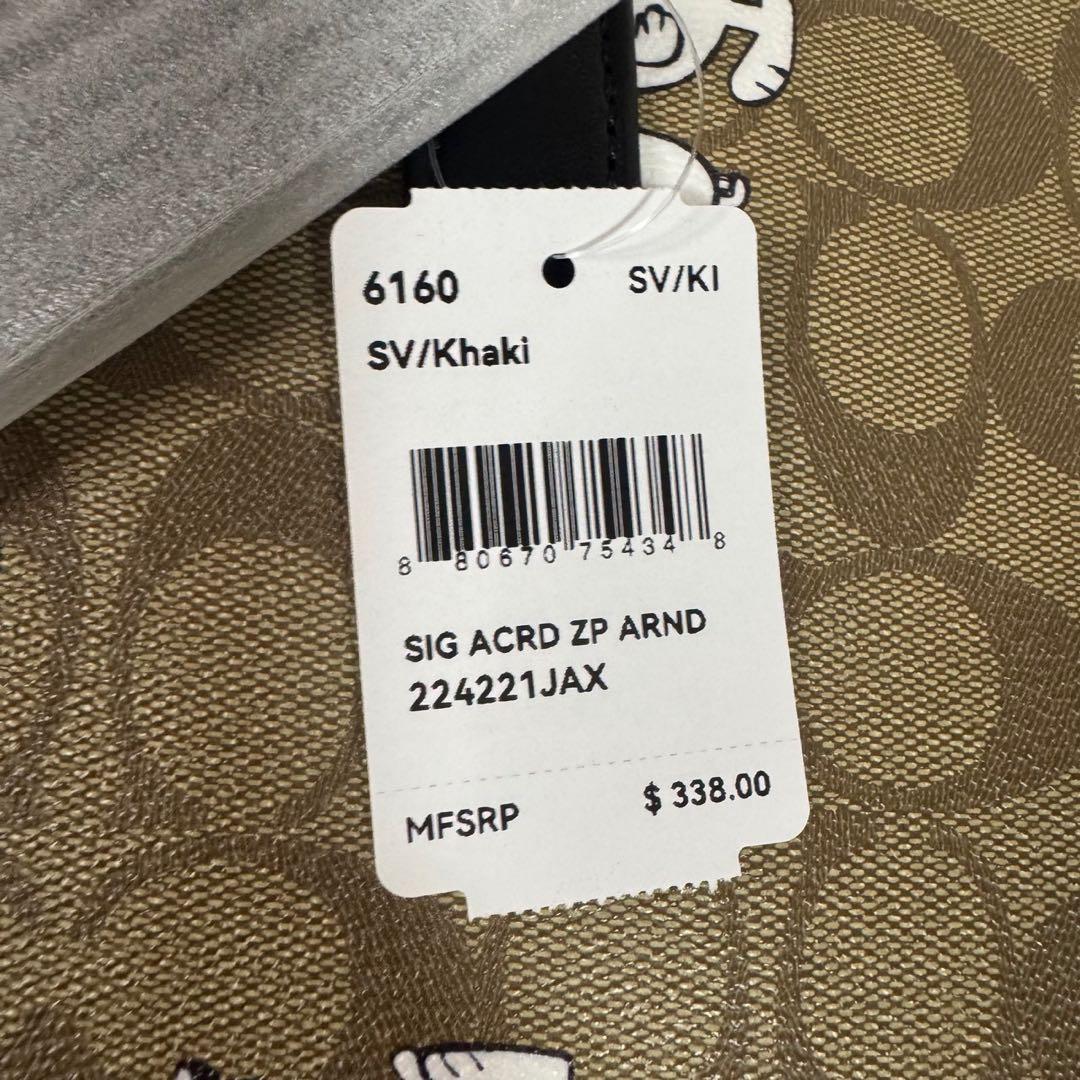 6160 SV/KI
SV/Khaki
8 80670 75434 8
SIG ACRD ZP ARND
224221JAX
MFSRP $ 338.00